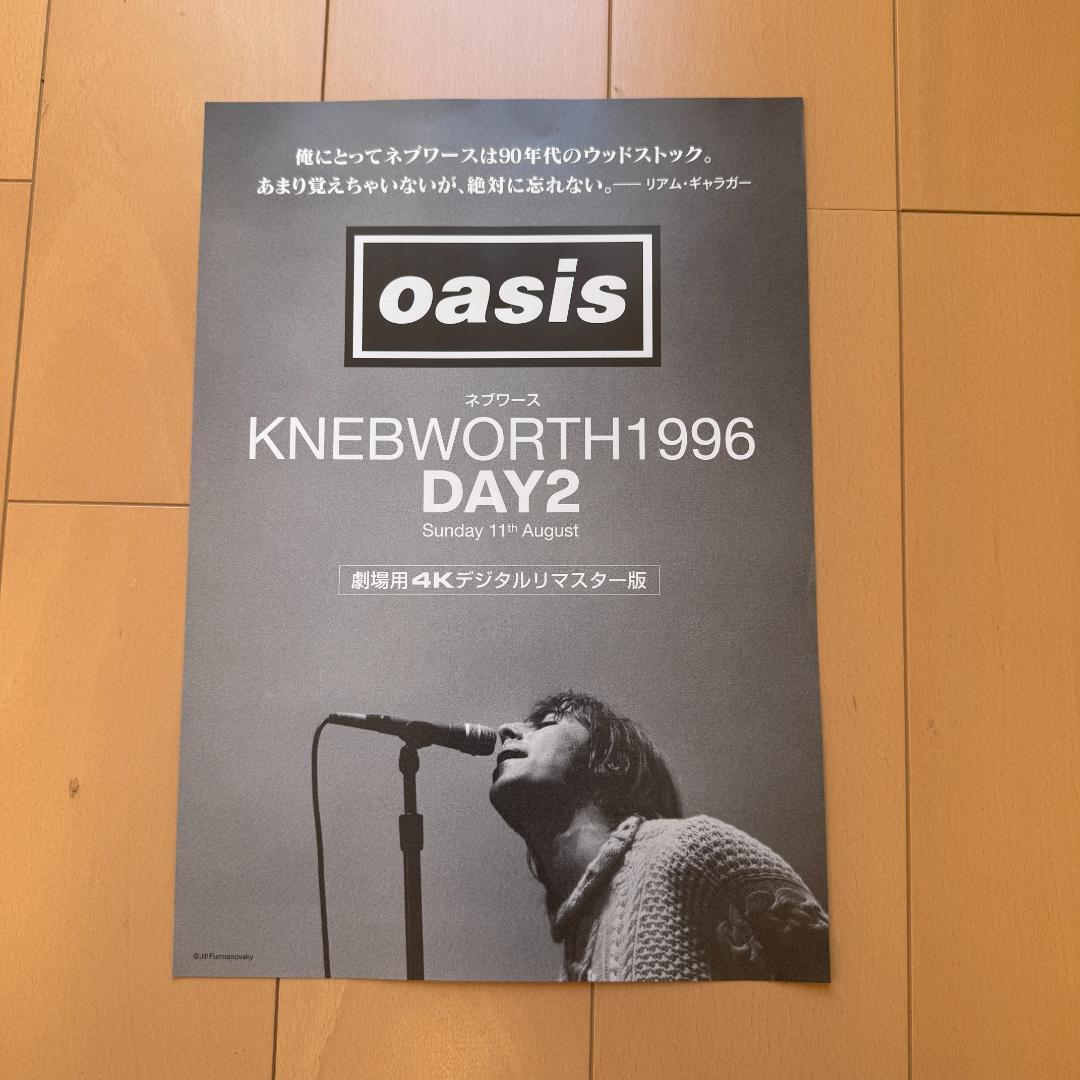 俺にとってネブワースは90年代のウッドストック。
あまり覚えちゃいないが、絶対に忘れない。── リアム・ギャラガー
oasis
ネブワース
KNEBWORTH1996
DAY2
Sunday 11th August
劇場用4Kデジタルリマスター版
©Jill Furmanovsky